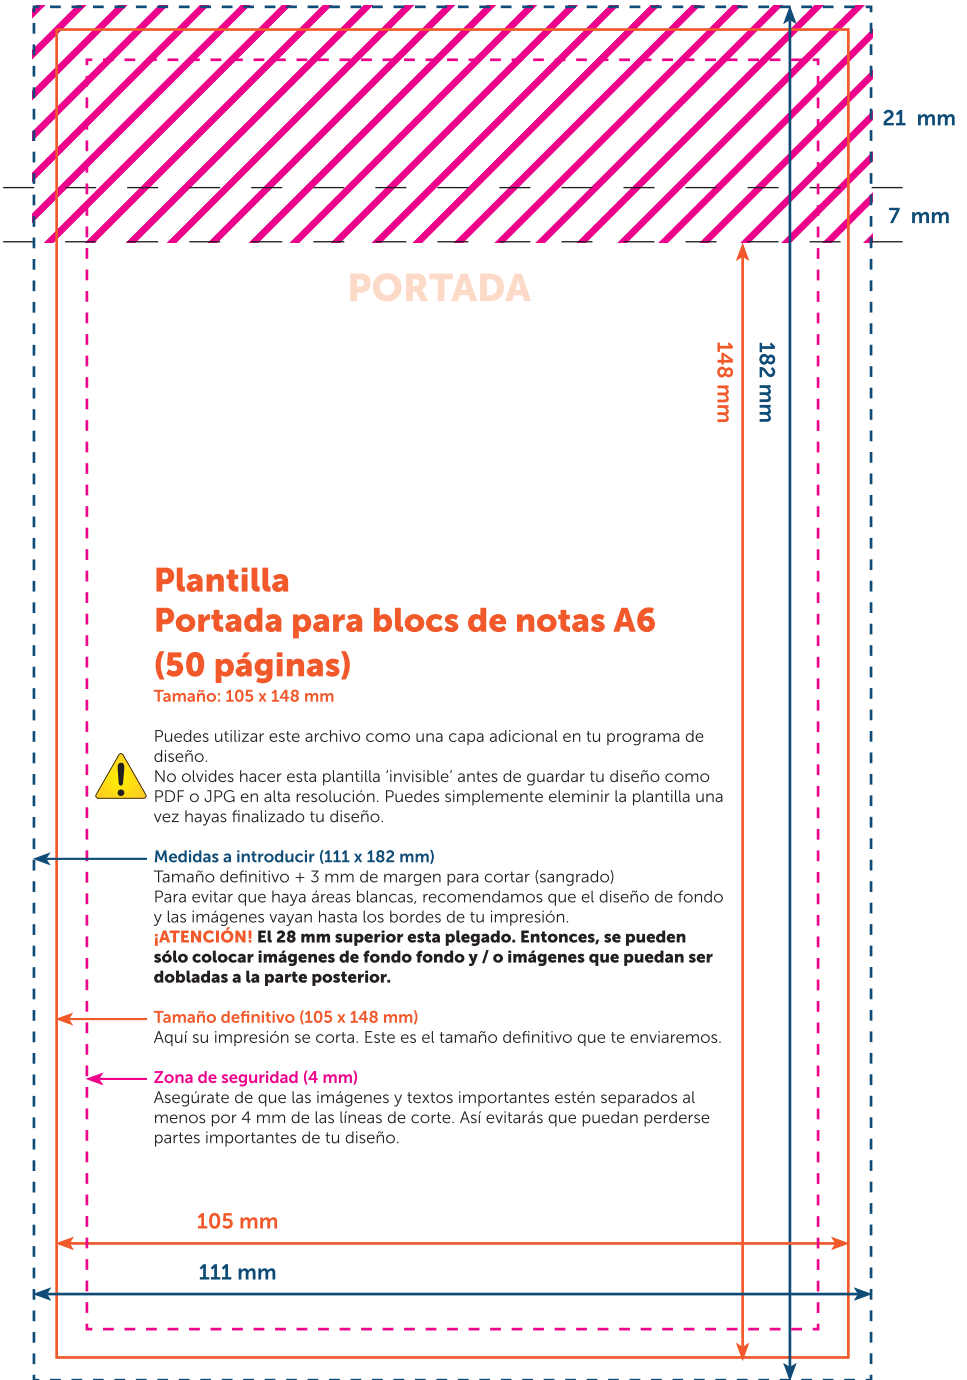 21 mm
7 mm
PORTADA
148 mm
182 mm
Plantilla
Portada para blocs de notas A6
(50 páginas)
Tamaño: 105 x 148 mm
Puedes utilizar este archivo como una capa adicional en tu programa de
diseño.
No olvides hacer esta plantilla ‘invisible’ antes de guardar tu diseño como
PDF o JPG en alta resolución. Puedes simplemente eleminir la plantilla una
vez hayas finalizado tu diseño.
Medidas a introducir (111 x 182 mm)
Tamaño definitivo + 3 mm de margen para cortar (sangrado)
Para evitar que haya áreas blancas, recomendamos que el diseño de fondo
y las imágenes vayan hasta los bordes de tu impresión.
¡ATENCIÓN! El 28 mm superior esta plegado. Entonces, se pueden
sólo colocar imágenes de fondo fondo y / o imágenes que puedan ser
dobladas a la parte posterior.
Tamaño definitivo (105 x 148 mm)
Aquí su impresión se corta. Este es el tamaño definitivo que te enviaremos.
Zona de seguridad (4 mm)
Asegúrate de que las imágenes y textos importantes estén separados al
menos por 4 mm de las líneas de corte. Así evitarás que puedan perderse
partes importantes de tu diseño.
105 mm
111 mm